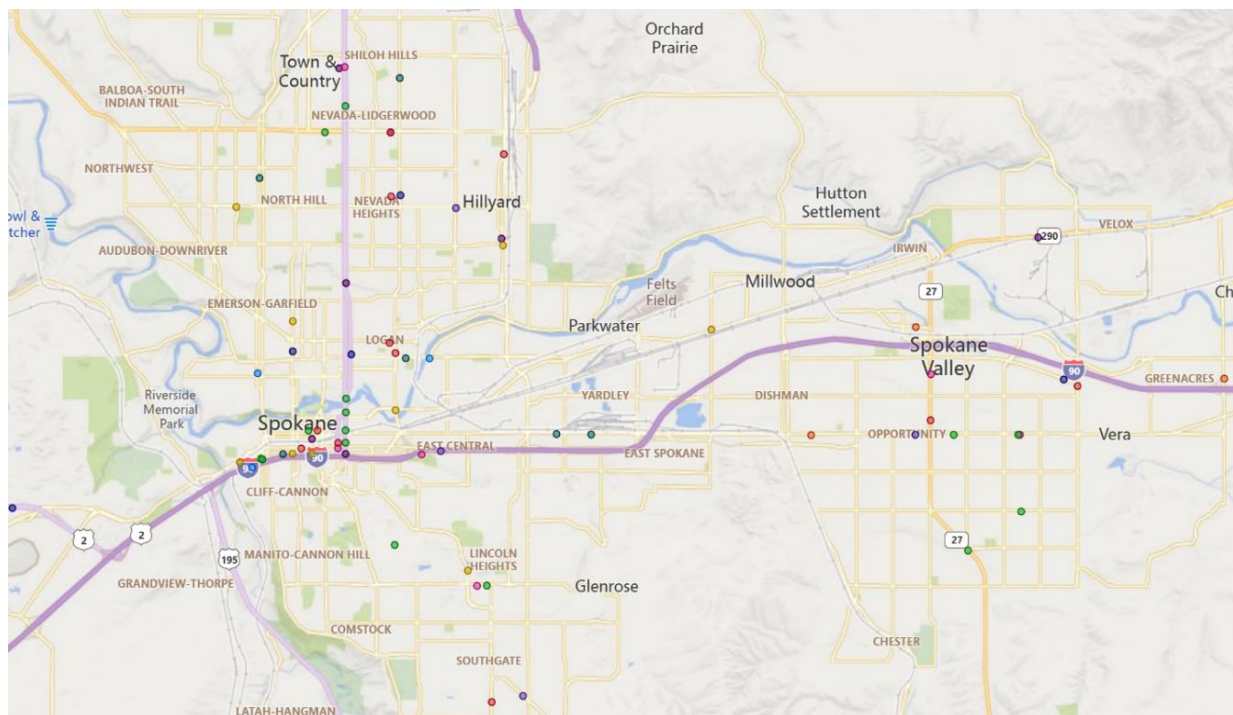 Orchard
Prairie
SHILOH HILLS
Town &
Country
BALBOA-SOUTH
INDIAN TRAIL
NEVADA-LIDGERWOOD
NORTHWEST
NORTH HILL
NEVADA
HEIGHTS
Hillyard
Hutton
Settlement
owl &
tcher
290
VELOX
AUDUBON-DOWNRIVER
IRWIN
Felts
Field
Millwood
27
Ch
EMERSON-GARFIELD
Parkwater
LOGAN
Spokane
Valley
90
GREENACRES
Riverside
Memorial
Park
YARDLEY
DISHMAN
Spokane
EAST CENTRAL
OPPORTUNITY
Vera
EAST SPOKANE
90
CLIFF-CANNON
2
2
27
195
MANITO-CANNON HILL
LINCOLN
HEIGHTS
GRANDVIEW-THORPE
Glenrose
COMSTOCK
CHESTER
SOUTHGATE
LATAH-HANGMAN